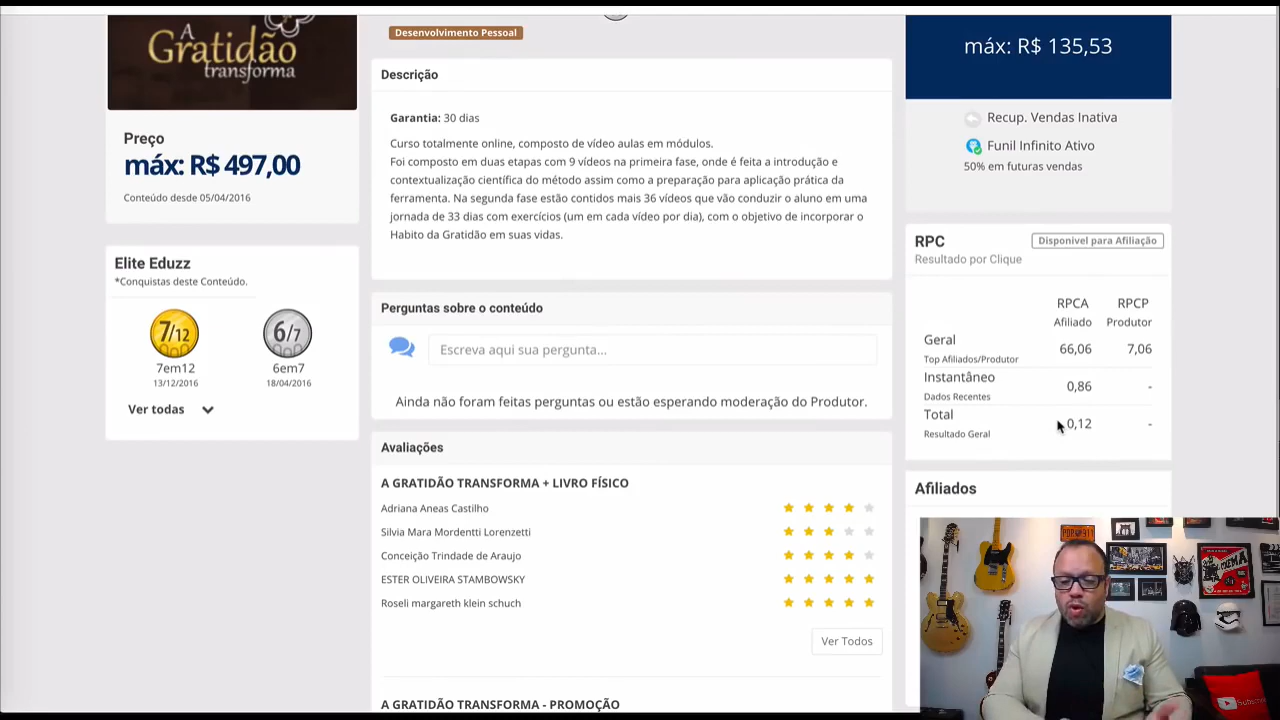 A
Gratidão
transforma
Preço
máx: R$ 497,00
Conteúdo desde 05/04/2016
Elite Eduzz
*Conquistas deste Conteúdo.
7/12
6/7
7em12
6em7
13/12/2016
18/04/2016
Ver todas
Desenvolvimento Pessoal
Descrição
Garantia: 30 dias
Curso totalmente online, composto de vídeo aulas em módulos.
Foi composto em duas etapas com 9 vídeos na primeira fase, onde é feita a introdução e
contextualização científica do método assim como a preparação para aplicação prática da
ferramenta. Na segunda fase estão contidos mais 36 vídeos que vão conduzir o aluno em uma
jornada de 33 dias com exercícios (um em cada vídeo por dia), com o objetivo de incorporar o
Habito da Gratidão em suas vidas.
Perguntas sobre o conteúdo
Escreva aqui sua pergunta...
Ainda não foram feitas perguntas ou estão esperando moderação do Produtor.
Avaliações
A GRATIDÃO TRANSFORMA + LIVRO FÍSICO
Adriana Aneas Castilho
Silvia Mara Mordentti Lorenzetti
Conceição Trindade de Araujo
ESTER OLIVEIRA STAMBOWSKY
Roseli margareth klein schuch
Ver Todos
A GRATIDÃO TRANSFORMA - PROMOÇÃO
máx: R$ 135,53
Recup. Vendas Inativa
Funil Infinito Ativo
50% em futuras vendas
RPC
Disponivel para Afiliação
Resultado por Clique
RPCA RPCP
Afiliado Produtor
Geral
Top Afiliados/Produtor
66,06 7,06
Instantâneo
Dados Recentes
0,86 -
Total
Resultado Geral
0,12 -
Afiliados